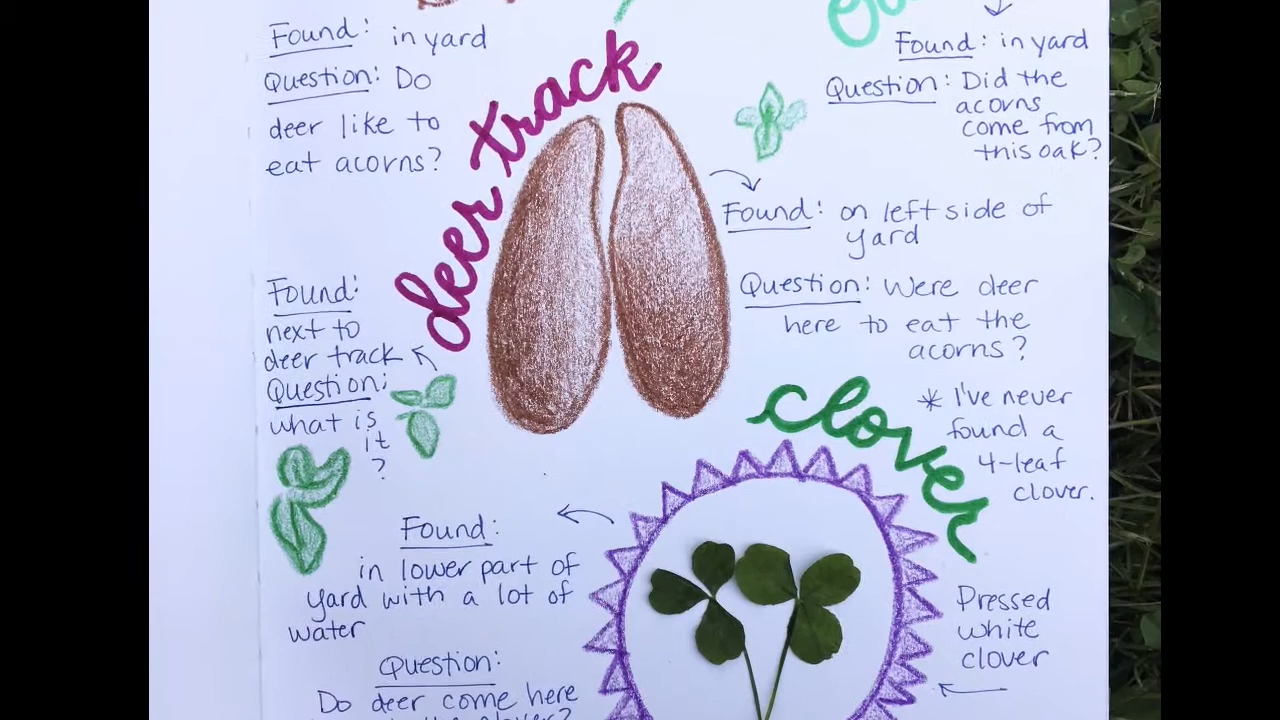 Found: in yard
Question: Do
deer like to
eat acorns?
Found: in yard
Question: Did the
acorns
come from
this oak?
deer track
Found: on left side of
yard
Question: Were deer
here to eat the
acorns?
Found:
next to
deer track
Question:
what is
it
?
clover
* I've never
found a
4-leaf
clover.
Found:
in lower part of
yard with a lot of
water
Question:
Do deer come here
the clover?
Pressed
white
clover